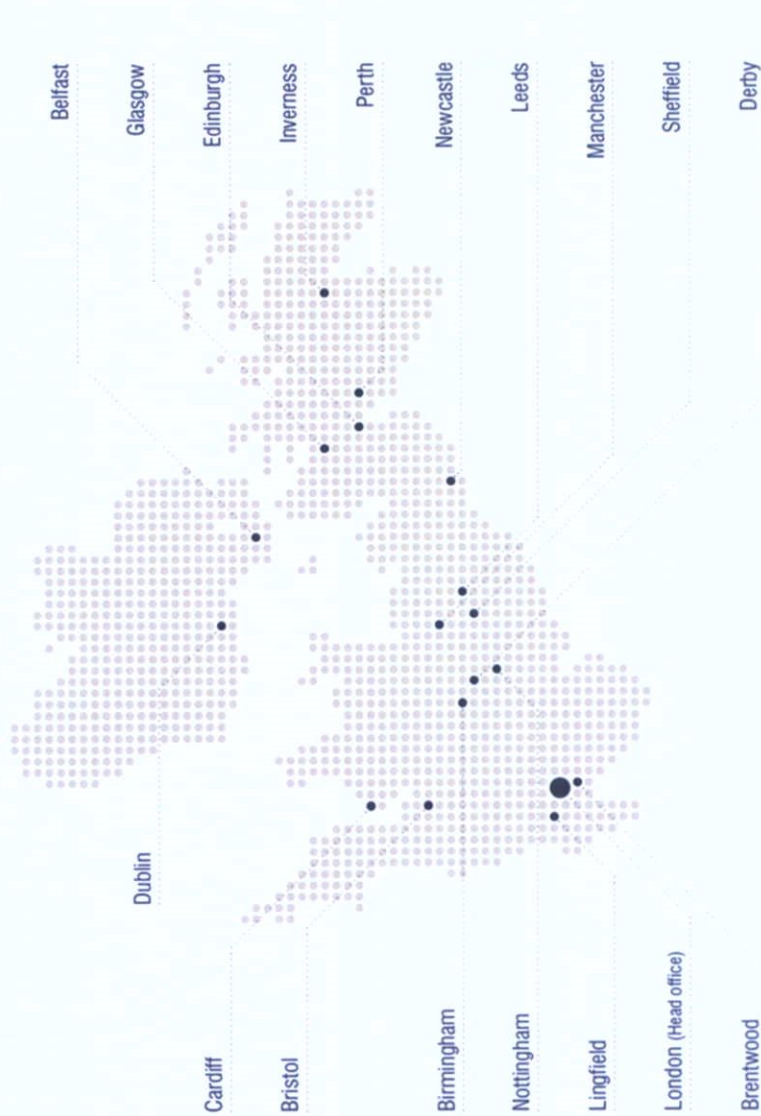 Belfast
Glasgow
Edinburgh
Inverness
Perth
Newcastle
Leeds
Manchester
Sheffield
Derby
Dublin
Cardiff
Bristol
Birmingham
Nottingham
Lingfield
London (Head office)
Brentwood